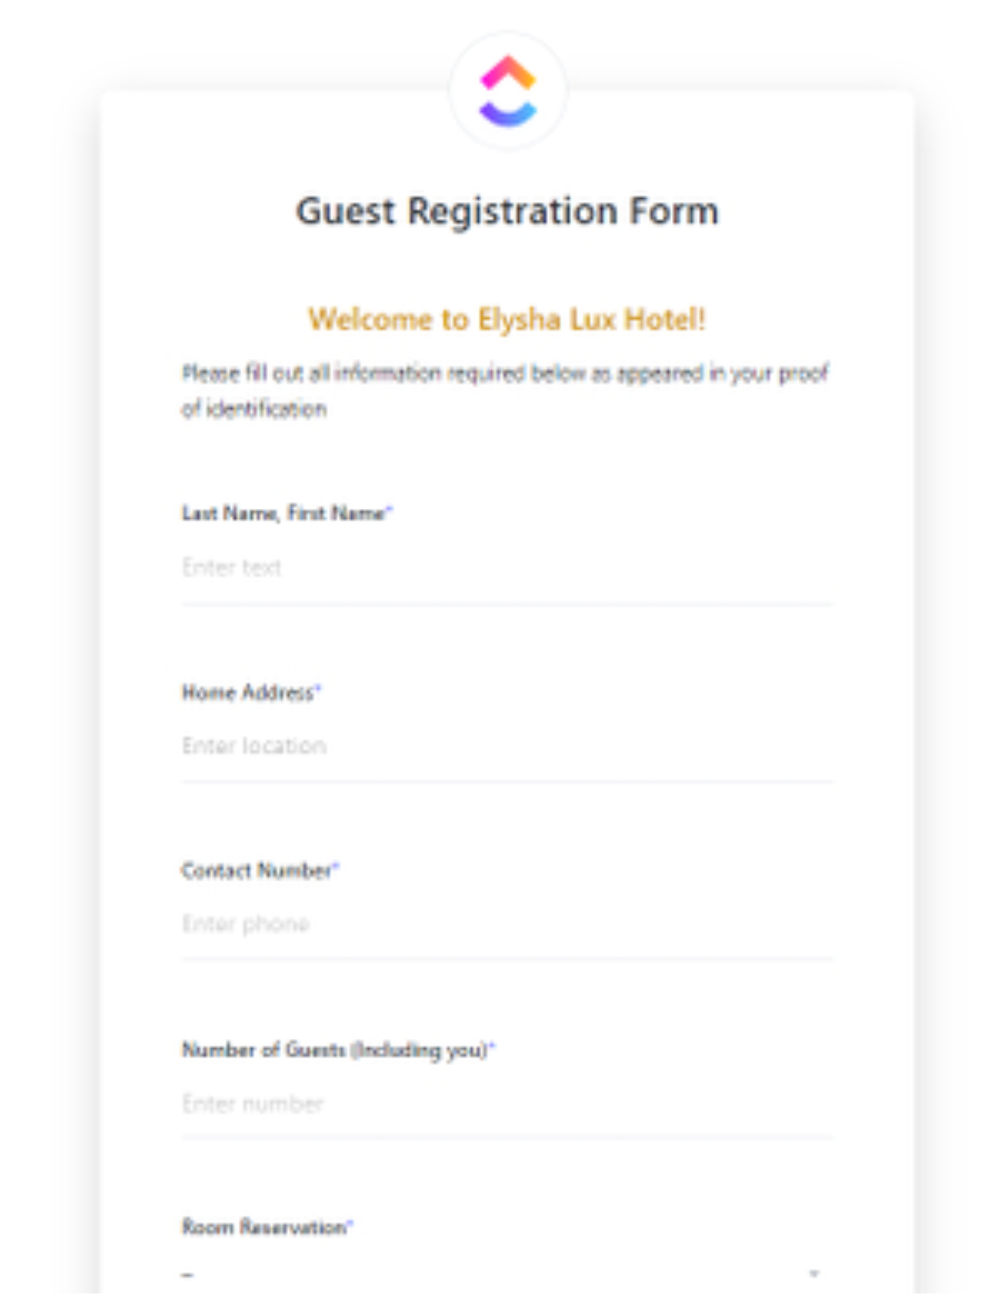 Guest Registration Form
Welcome to Elysha Lux Hotel!
Please fill out all information required below as appeared in your proof
of identification
Last Name, First Name*
Enter text
Home Address*
Enter location
Contact Number*
Enter phone
Number of Guests (Including you)*
Enter number
Room Reservation*
–